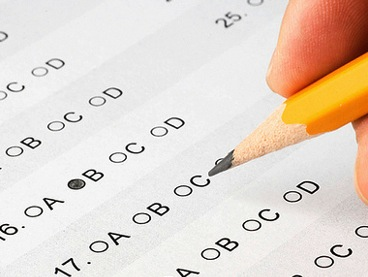 25.
D
C D
B C D
16. A B C D
17. A B C
A B C D
B C